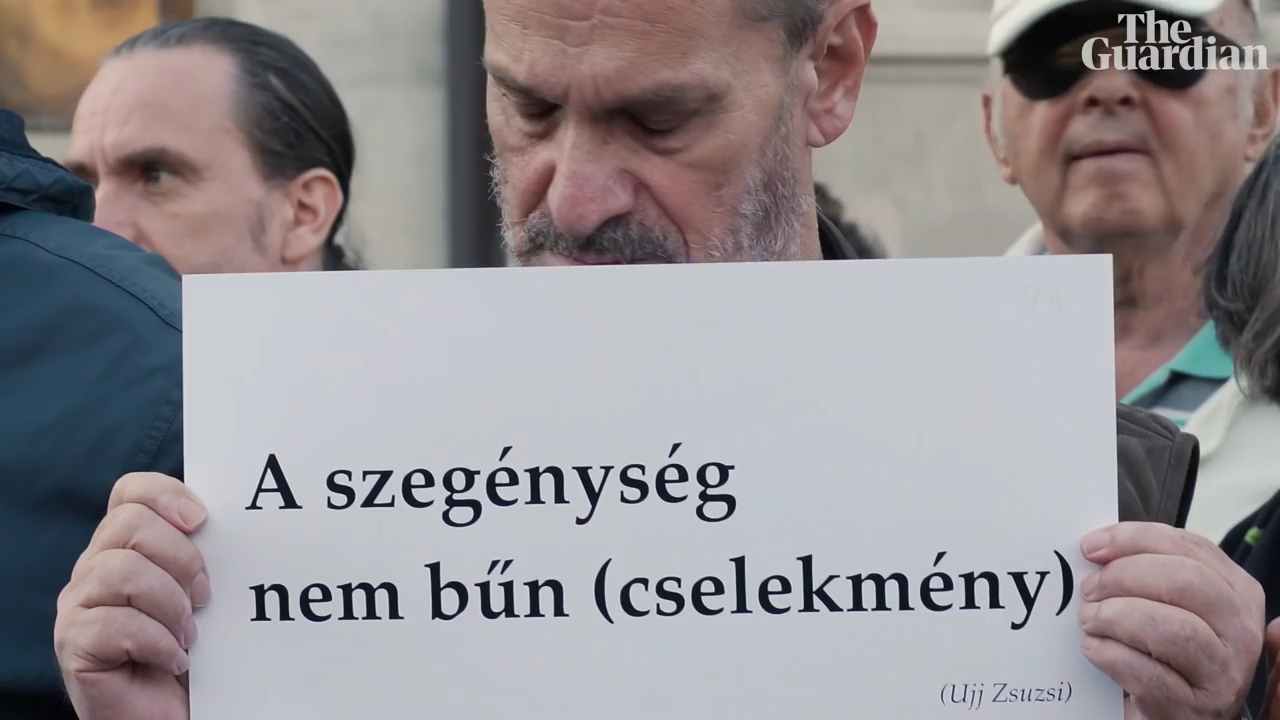 The
Guardian
A szegénység
nem bűn (cselekmény)
(Ujj Zsuzsi)